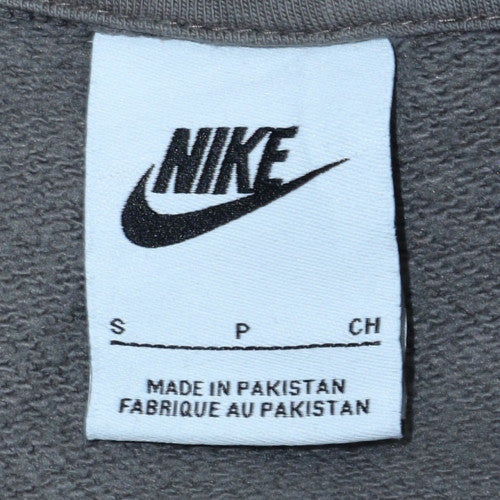 NIKE
S P CH
MADE IN PAKISTAN
FABRIQUE AU PAKISTAN